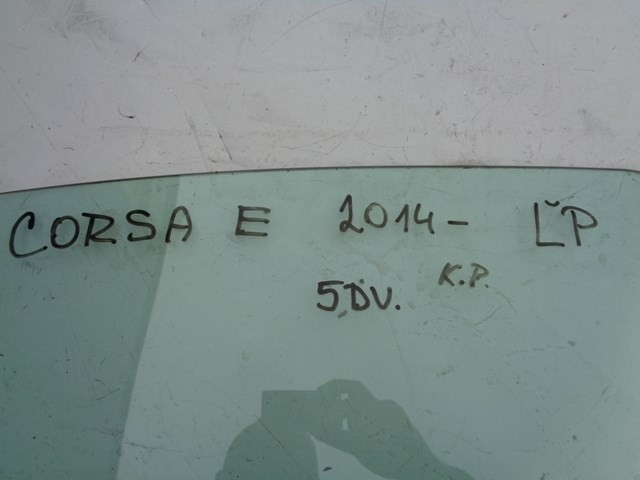 CORSA E 2014- ĽP
5DV. K.P.